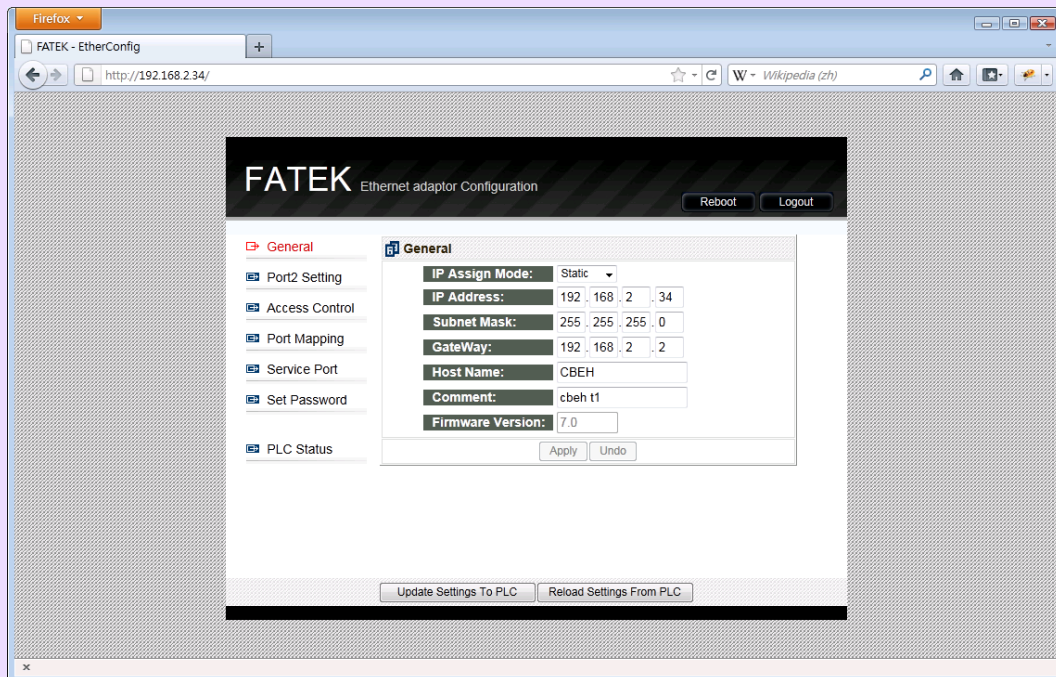 Firefox
FATEK - EtherConfig
http://192.168.2.34/
W Wikipedia (zh)
FATEK Ethernet adaptor Configuration
Reboot Logout
General
Port2 Setting
Access Control
Port Mapping
Service Port
Set Password
PLC Status
General
IP Assign Mode: Static
IP Address: 192 . 168 . 2 . 34
Subnet Mask: 255 . 255 . 255 . 0
GateWay: 192 . 168 . 2 . 2
Host Name: CBEH
Comment: cbeh t1
Firmware Version: 7.0
Apply Undo
Update Settings To PLC Reload Settings From PLC